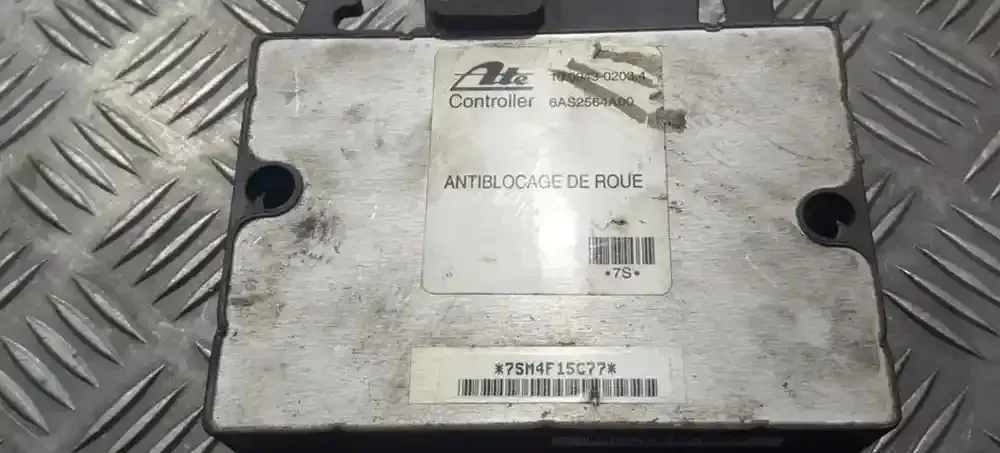 Ate
Controller 6AS2564A00
ANTIBLOCAGE DE ROUE
*7S*
*7SM4F15C77*